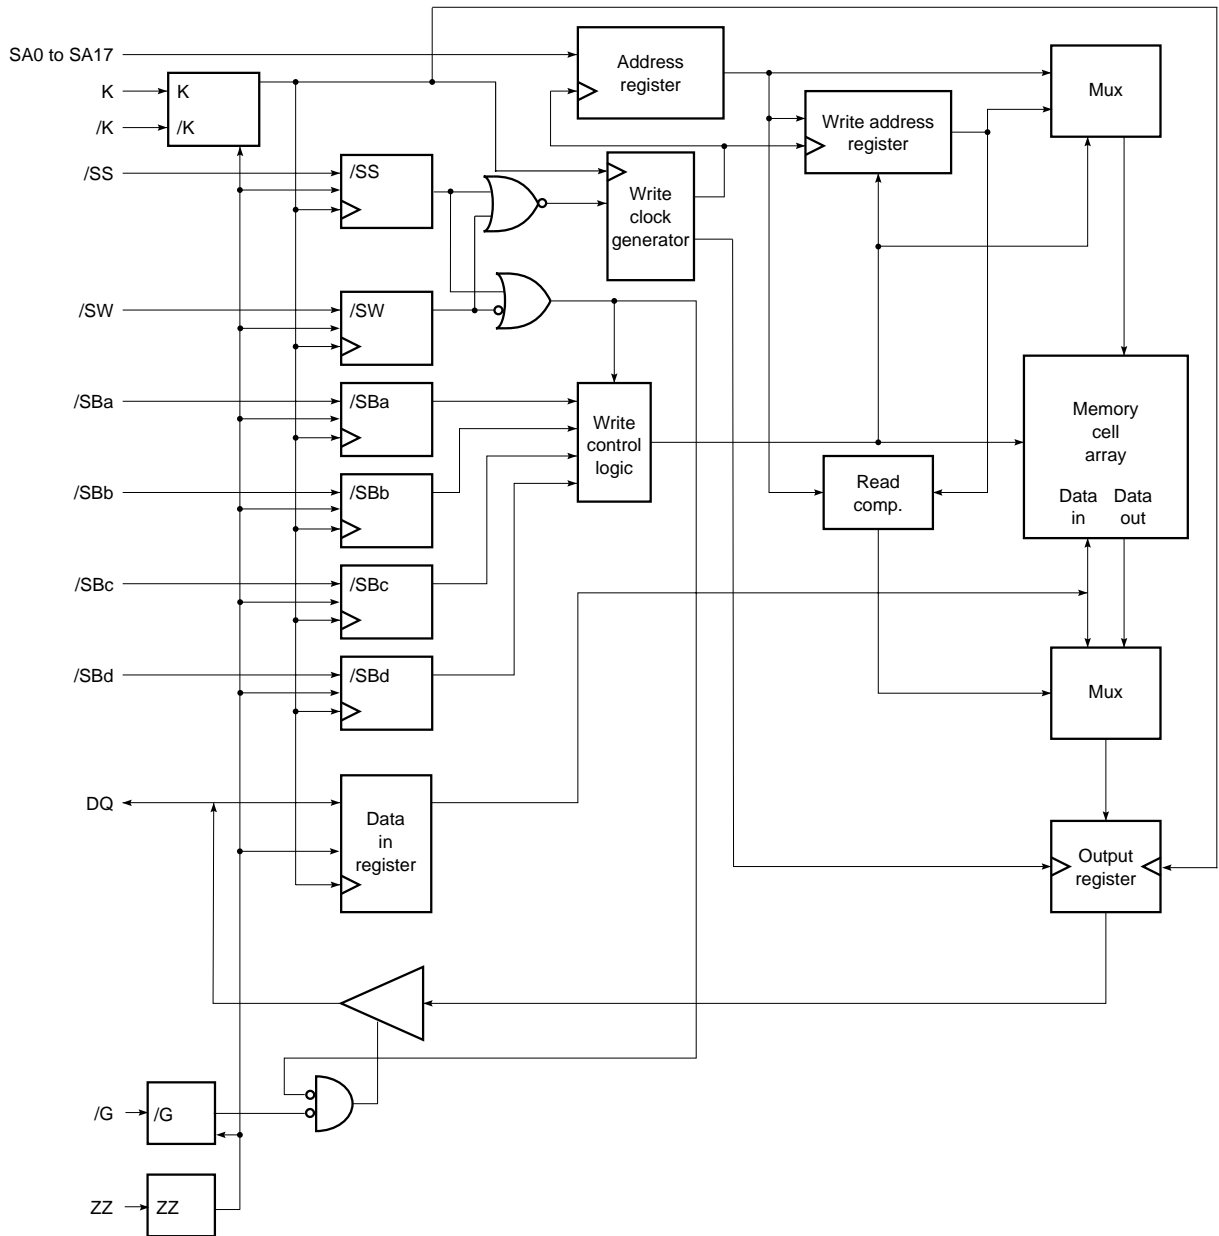 SA0 to SA17
K
/K
K
/K
Address
register
Mux
Write address
register
/SS
/SS
Write
clock
generator
/SW
/SW
/SBa
/SBa
Write
control
logic
Memory
cell
array
Data
in
Data
out
Read
comp.
/SBb
/SBb
/SBc
/SBc
/SBd
/SBd
Mux
DQ
Data
in
register
Output
register
/G
/G
ZZ
ZZ